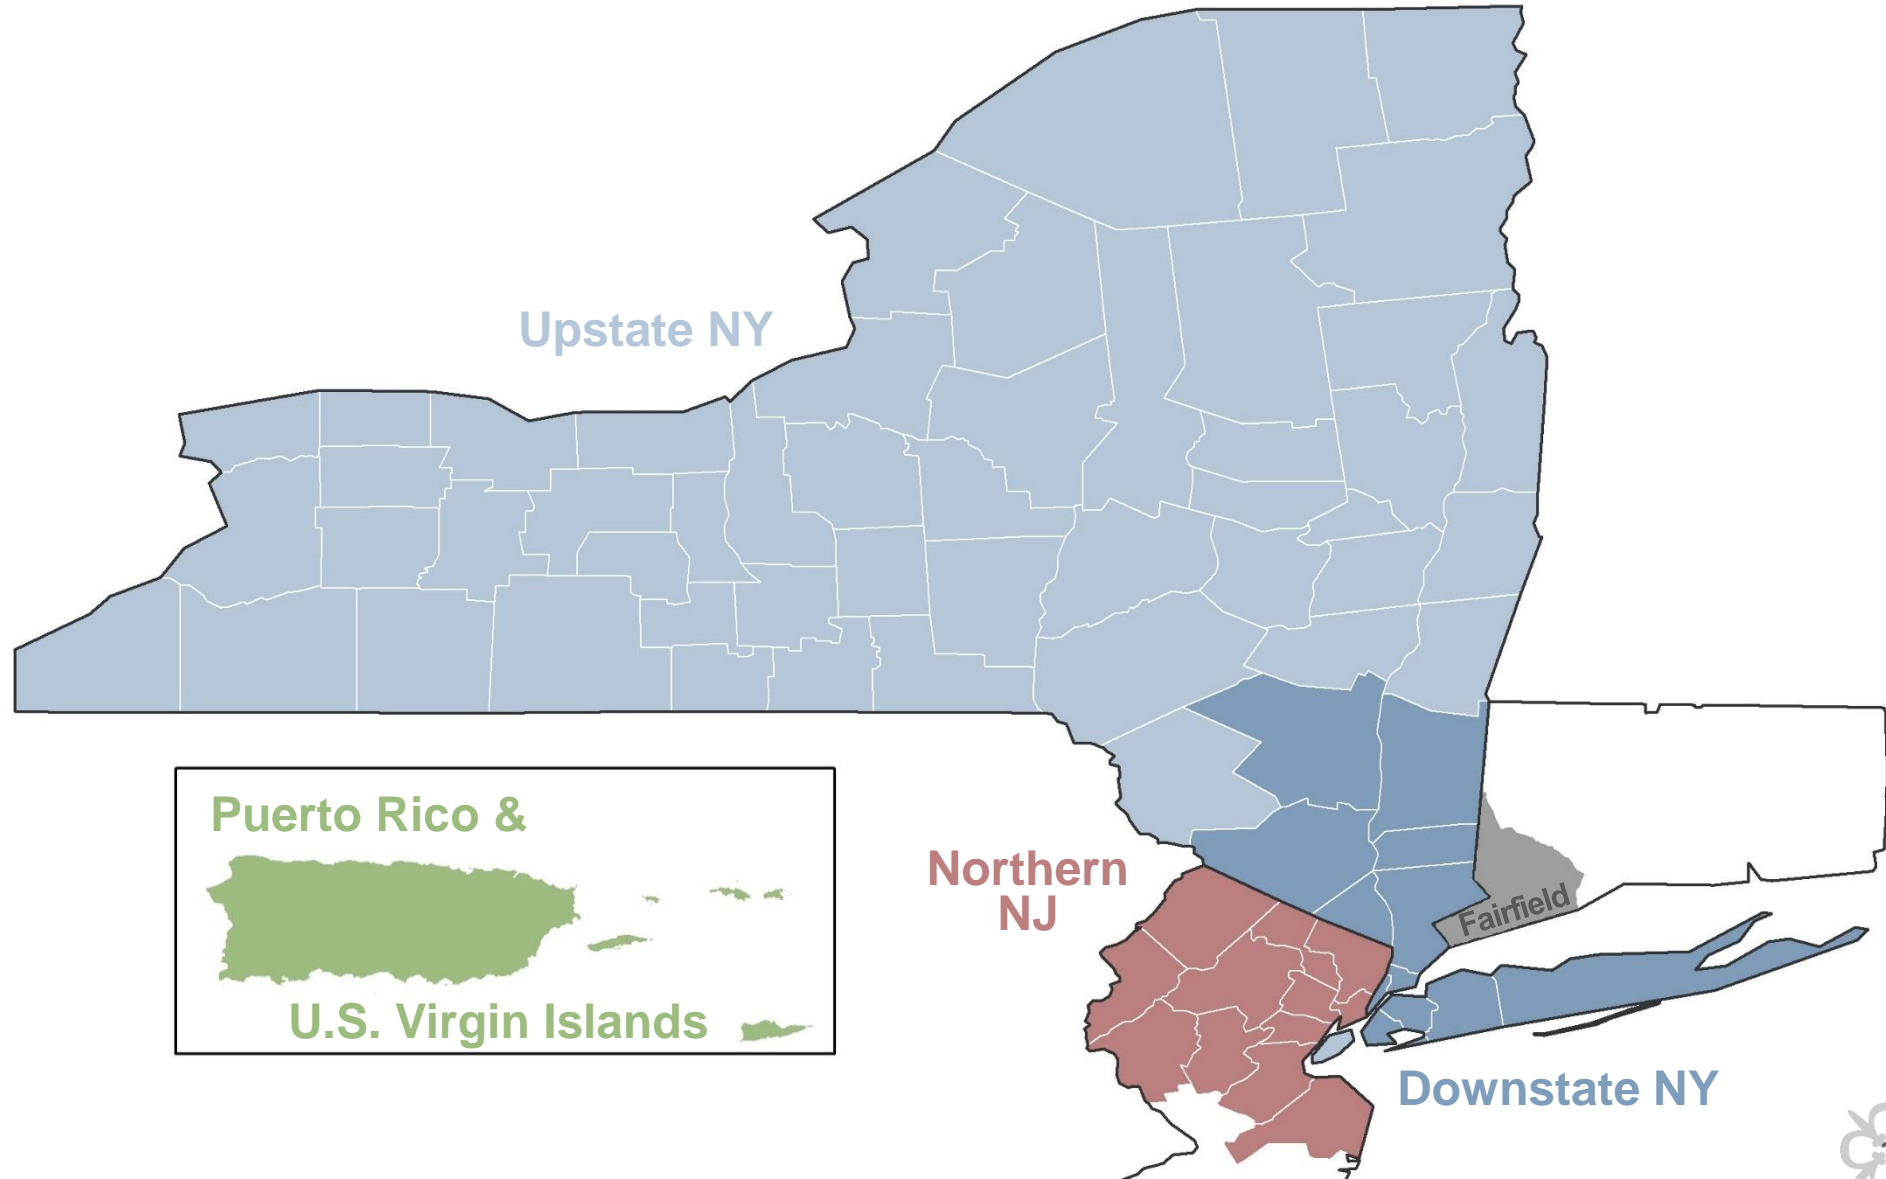 Upstate NY
Puerto Rico &
U.S. Virgin Islands
Northern
NJ
Fairfield
Downstate NY